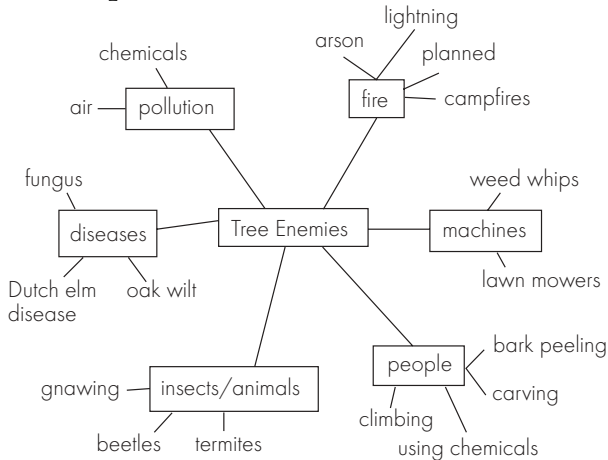 lightning
arson
chemicals
planned
air
pollution
fire
campfires
fungus
weed whips
diseases
Tree Enemies
machines
Dutch elm
disease
oak wilt
lawn mowers
bark peeling
people
gnawing
insects/animals
carving
climbing
beetles
termites
using chemicals